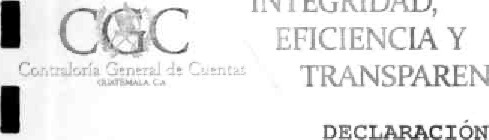 CGC
Contraloría General de Cuentas
GUATEMALA, C.A.
INTEGRIDAD,
EFICIENCIA Y
TRANSPAREN
DECLARACIÓN